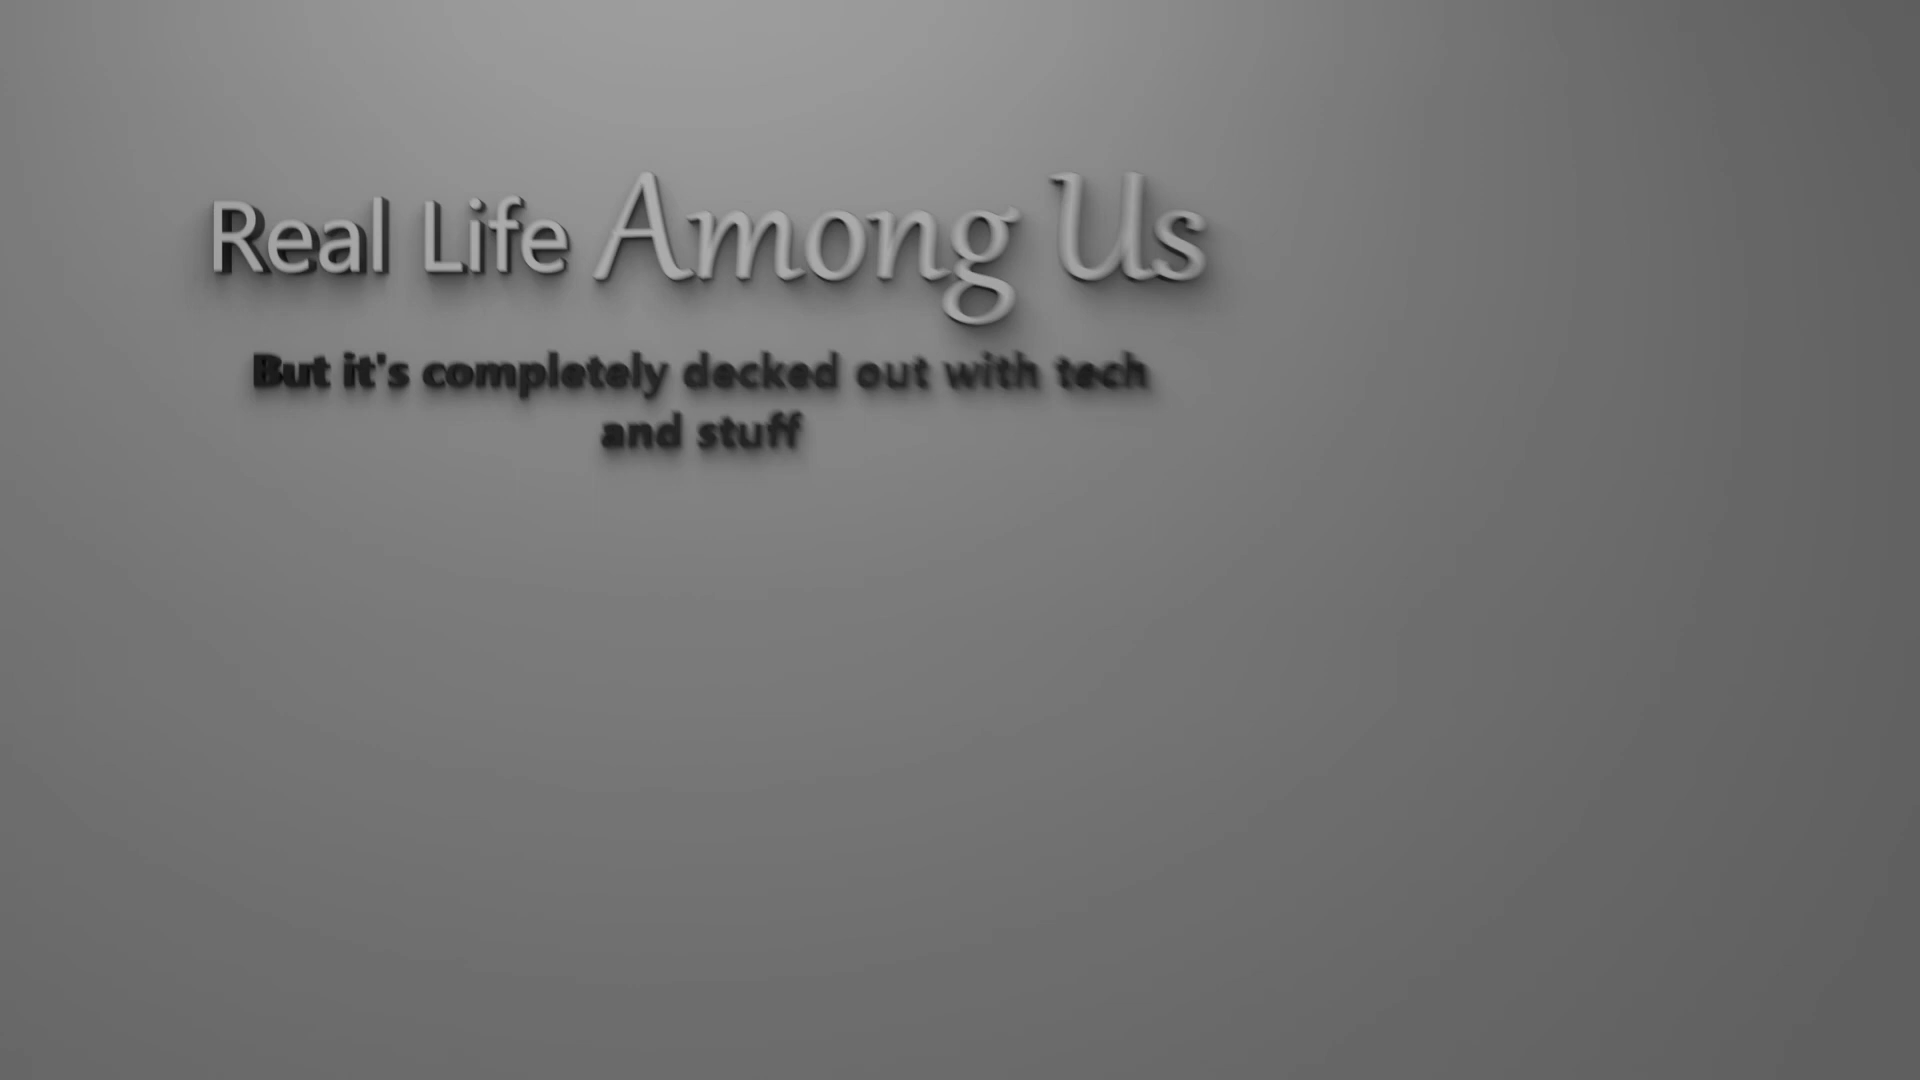 Real Life Among Us
But it's completely decked out with tech
and stuff